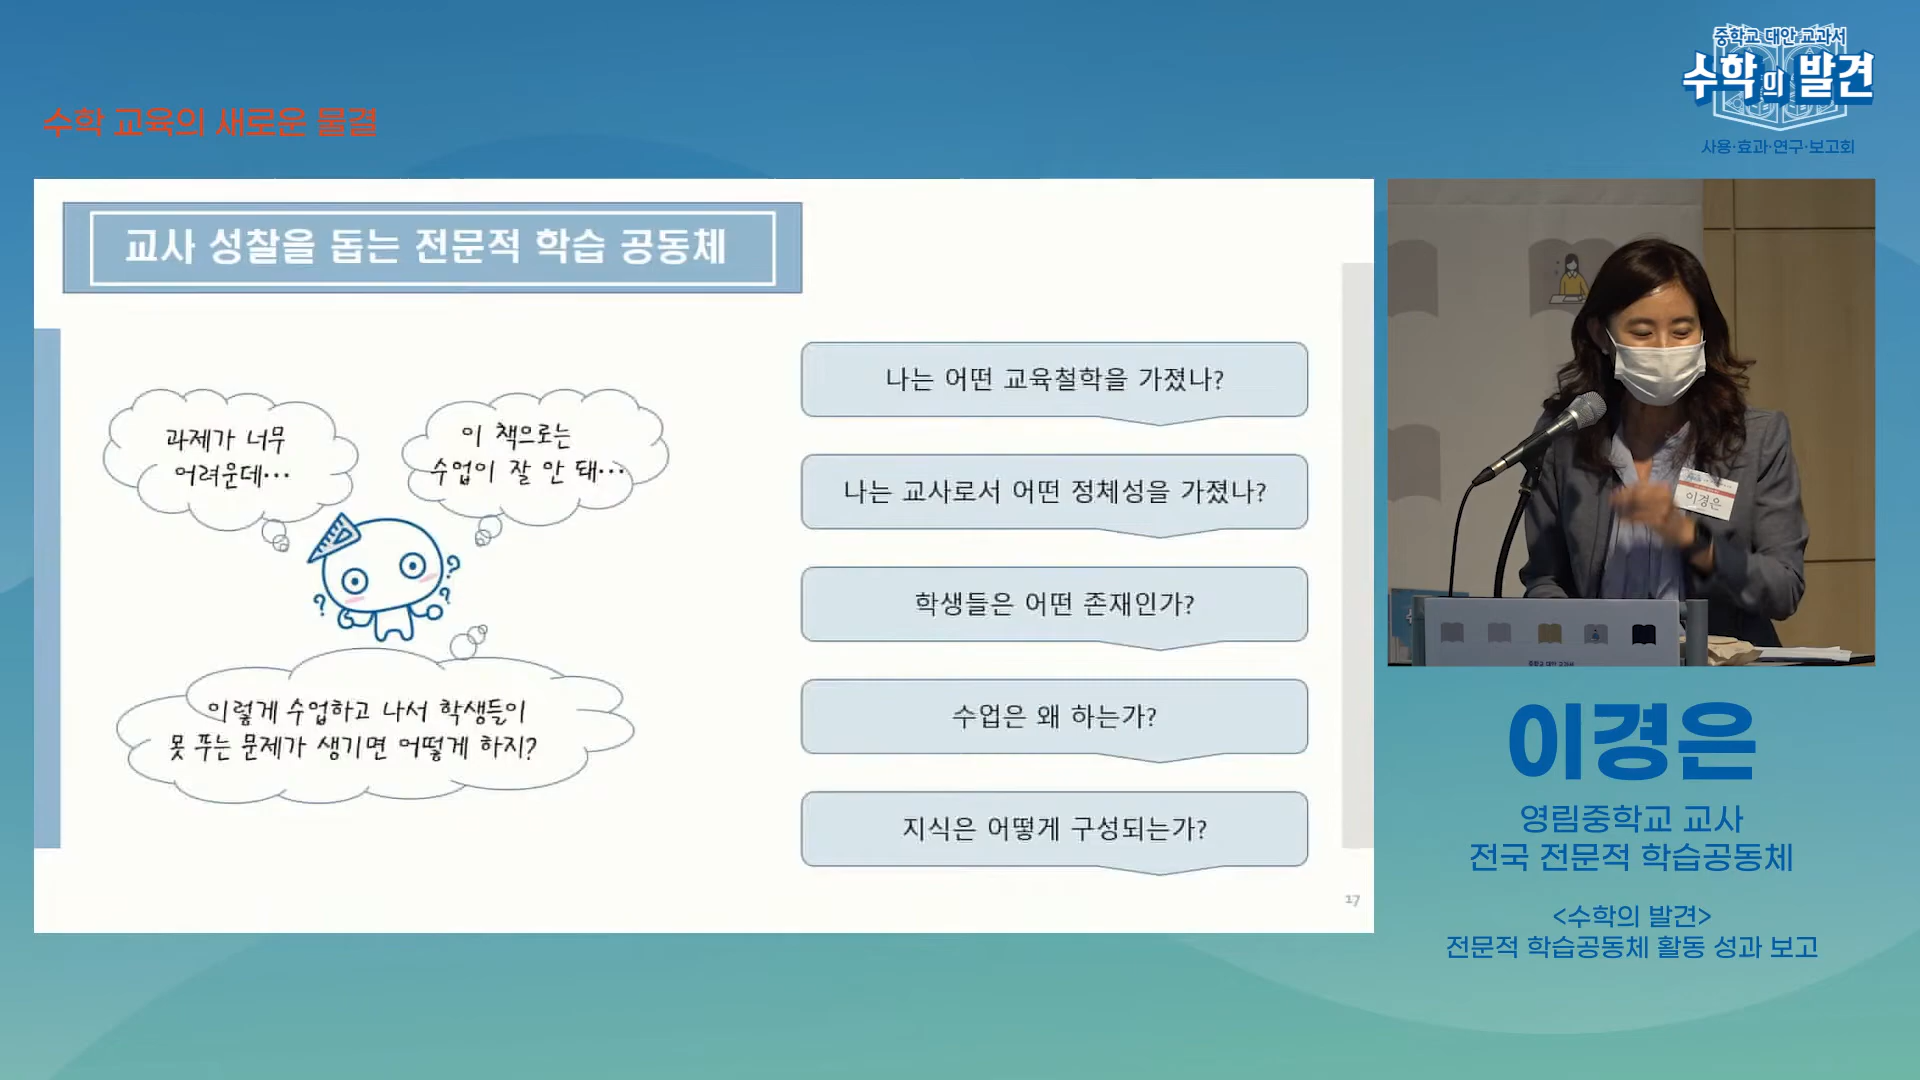 중학교 대안 교과서
수학의 발견
사용·효과·연구·보고회
수학 교육의 새로운 물결
교사 성찰을 돕는 전문적 학습 공동체
과제가 너무
어려운데…
이 책으로는
수업이 잘 안 돼…
?
?
?
이렇게 수업하고 나서 학생들이
못 푸는 문제가 생기면 어떻게 하지?
나는 어떤 교육철학을 가졌나?
나는 교사로서 어떤 정체성을 가졌나?
학생들은 어떤 존재인가?
수업은 왜 하는가?
지식은 어떻게 구성되는가?
17
이경은
이경은
영림중학교 교사
전국 전문적 학습공동체
<수학의 발견>
전문적 학습공동체 활동 성과 보고